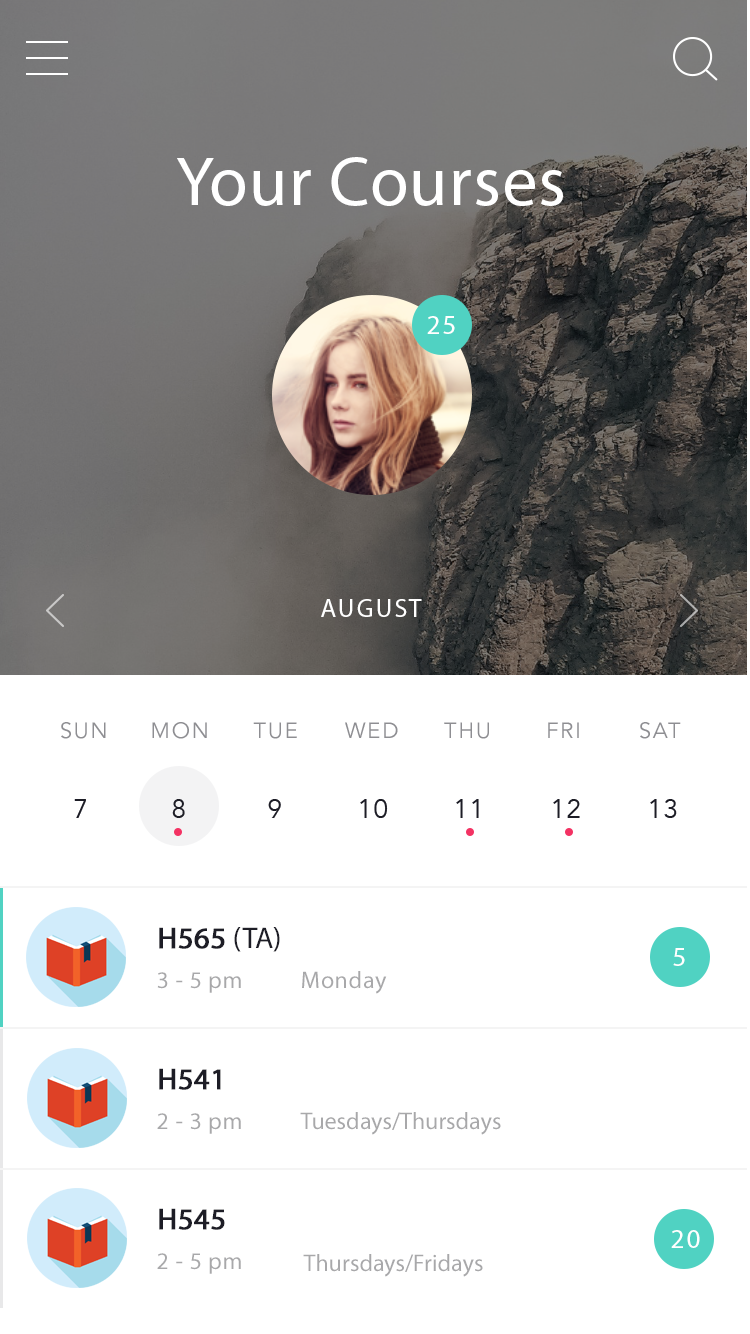 Your Courses
25
AUGUST
SUN MON TUE WED THU FRI SAT
7 8 9 10 11 12 13
H565 (TA)
3 - 5 pm Monday
5
H541
2 - 3 pm Tuesdays/Thursdays
H545
2 - 5 pm Thursdays/Fridays
20